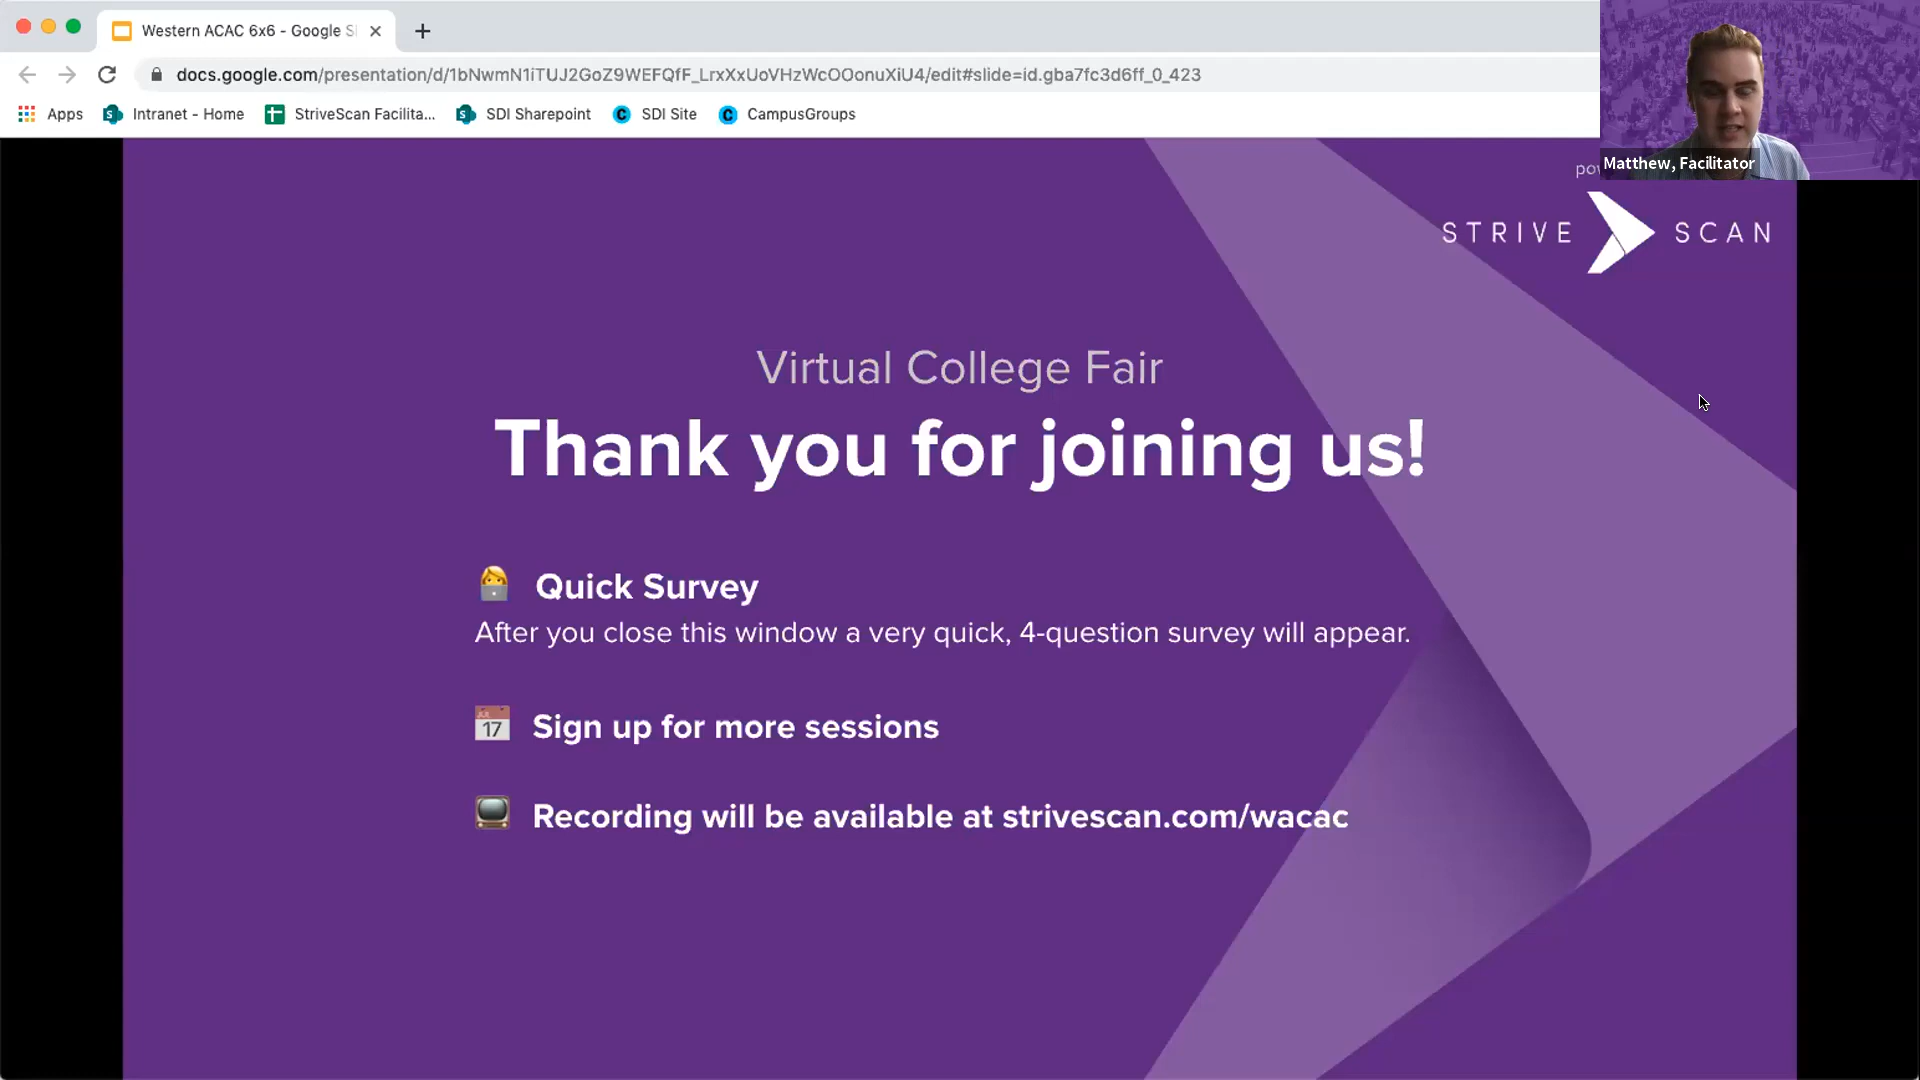 Western ACAC 6x6 - Google S
docs.google.com/presentation/d/1bNwmN1iTUJ2GoZ9WEFQfF_LrxXxUoVHzWcOOonuXiU4/edit#slide=id.gba7fc3d6ff_0_423
Apps
Intranet - Home
StriveScan Facilita...
SDI Sharepoint
SDI Site
CampusGroups
Matthew, Facilitator
STRIVE SCAN
Virtual College Fair
Thank you for joining us!
Quick Survey
After you close this window a very quick, 4-question survey will appear.
17 Sign up for more sessions
Recording will be available at strivescan.com/wacac